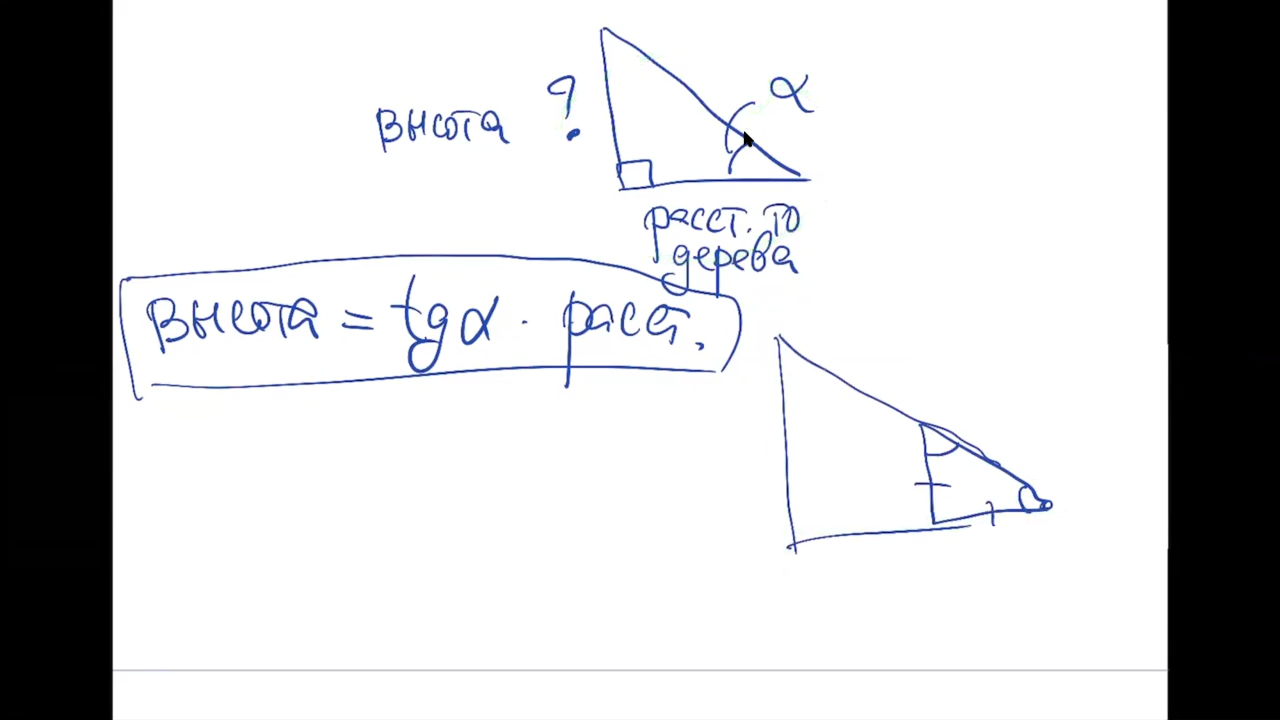 α
высота ?
расст. до
дерева
высота = tgα · расст.